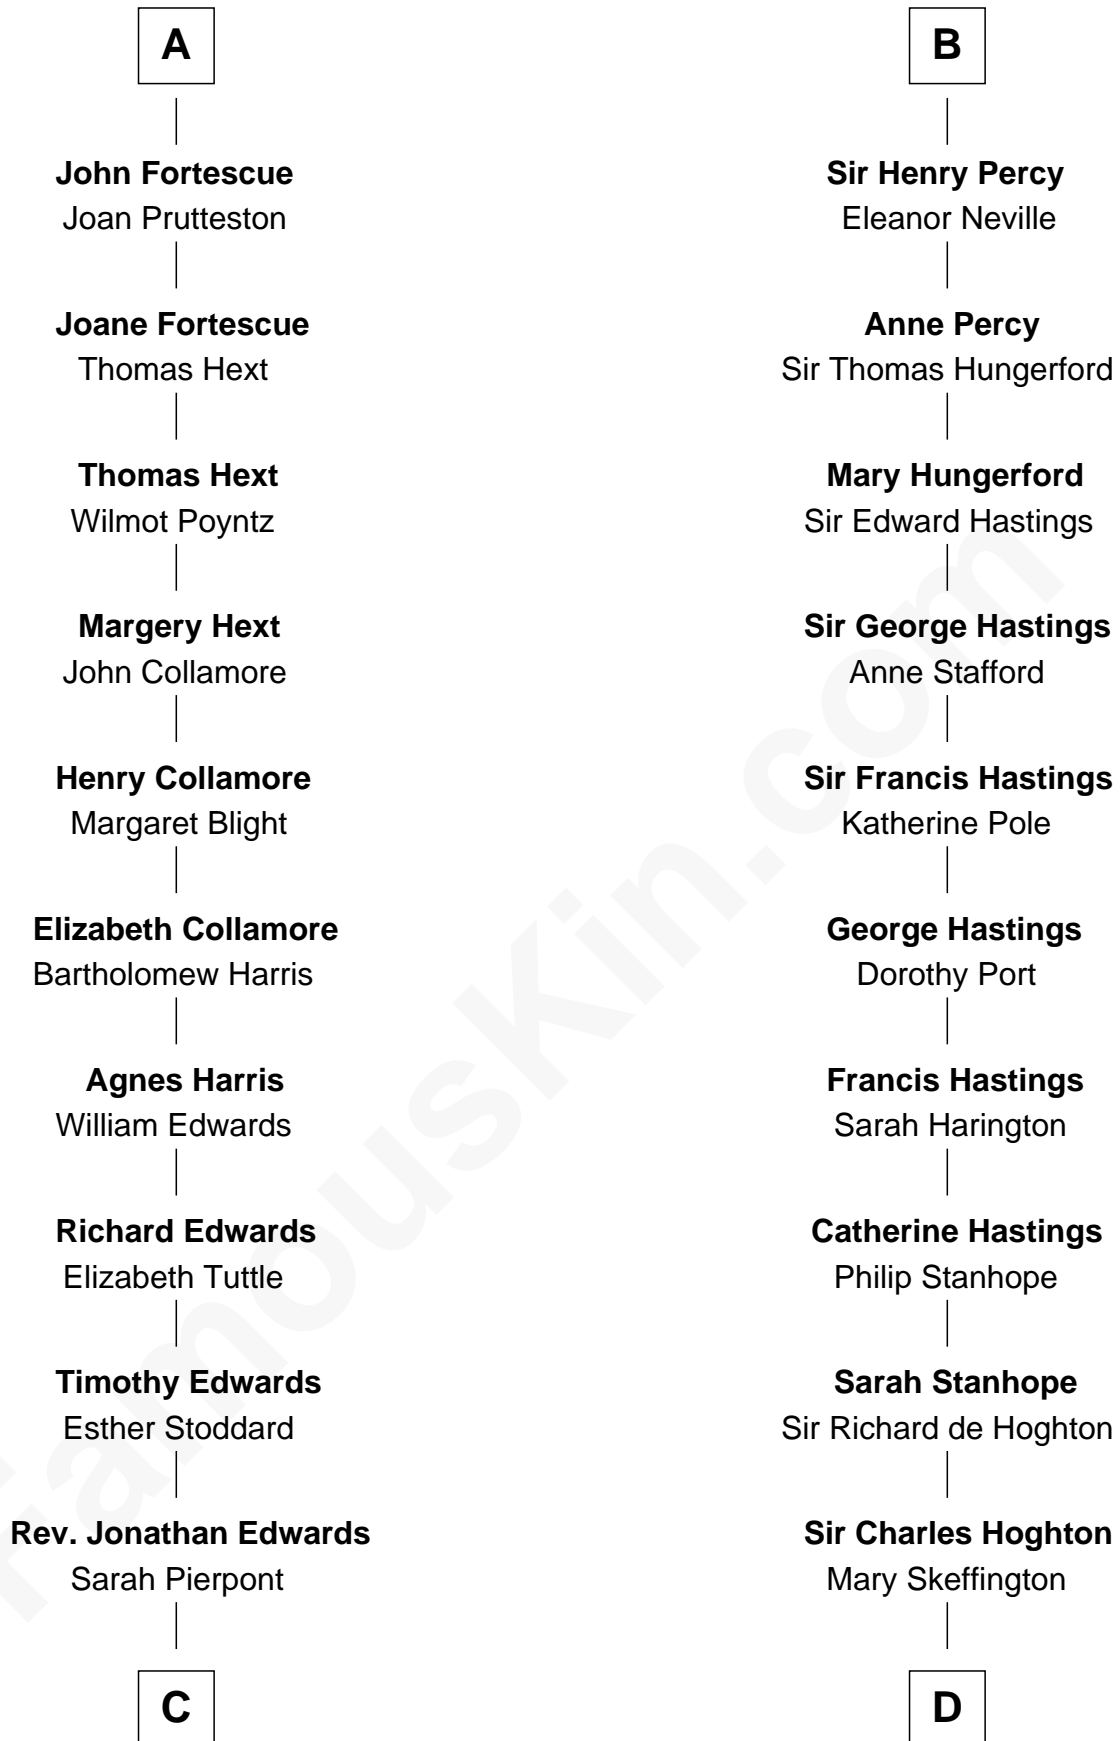 A
John Fortescue
Joan Prutteston
Joane Fortescue
Thomas Hext
Thomas Hext
Wilmot Poyntz
Margery Hext
John Collamore
Henry Collamore
Margaret Blight
Elizabeth Collamore
Bartholomew Harris
Agnes Harris
William Edwards
Richard Edwards
Elizabeth Tuttle
Timothy Edwards
Esther Stoddard
Rev. Jonathan Edwards
Sarah Pierpont
C
B
Sir Henry Percy
Eleanor Neville
Anne Percy
Sir Thomas Hungerford
Mary Hungerford
Sir Edward Hastings
Sir George Hastings
Anne Stafford
Sir Francis Hastings
Katherine Pole
George Hastings
Dorothy Port
Francis Hastings
Sarah Harington
Catherine Hastings
Philip Stanhope
Sarah Stanhope
Sir Richard de Hoghton
Sir Charles Hoghton
Mary Skeffington
D
FamousKin.com